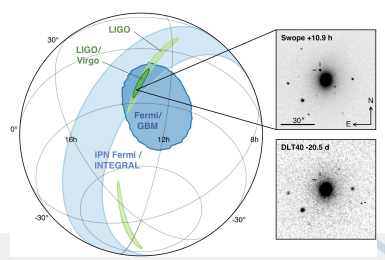 30°
LIGO
LIGO/
Virgo
Fermi/
GBM
0°
16h
12h
8h
IPN Fermi /
INTEGRAL
-30°
-30°
Swope +10.9 h
N
30"
E
DLT40 -20.5 d